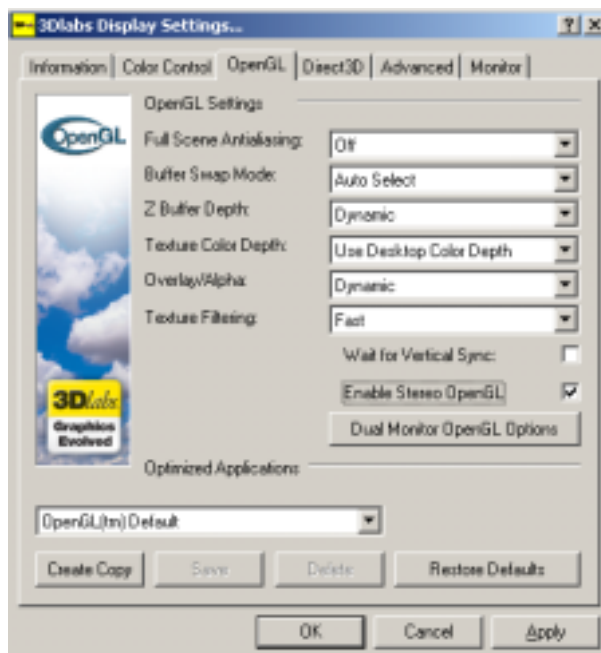 3Dlabs Display Settings...
Information Color Control OpenGL Direct3D Advanced Monitor
OpenGL Settings
OpenGL
Full Scene Antialiasing: Off
Buffer Swap Mode: Auto Select
Z Buffer Depth: Dynamic
Texture Color Depth: Use Desktop Color Depth
Overlay/Alpha: Dynamic
Texture Filtering: Fast
Wait for Vertical Sync:
Enable Stereo OpenGL
3Dlabs
Graphics
Evolved
Dual Monitor OpenGL Options
Optimized Applications
OpenGL(tm) Default
Create Copy Save Delete Restore Defaults
OK Cancel Apply